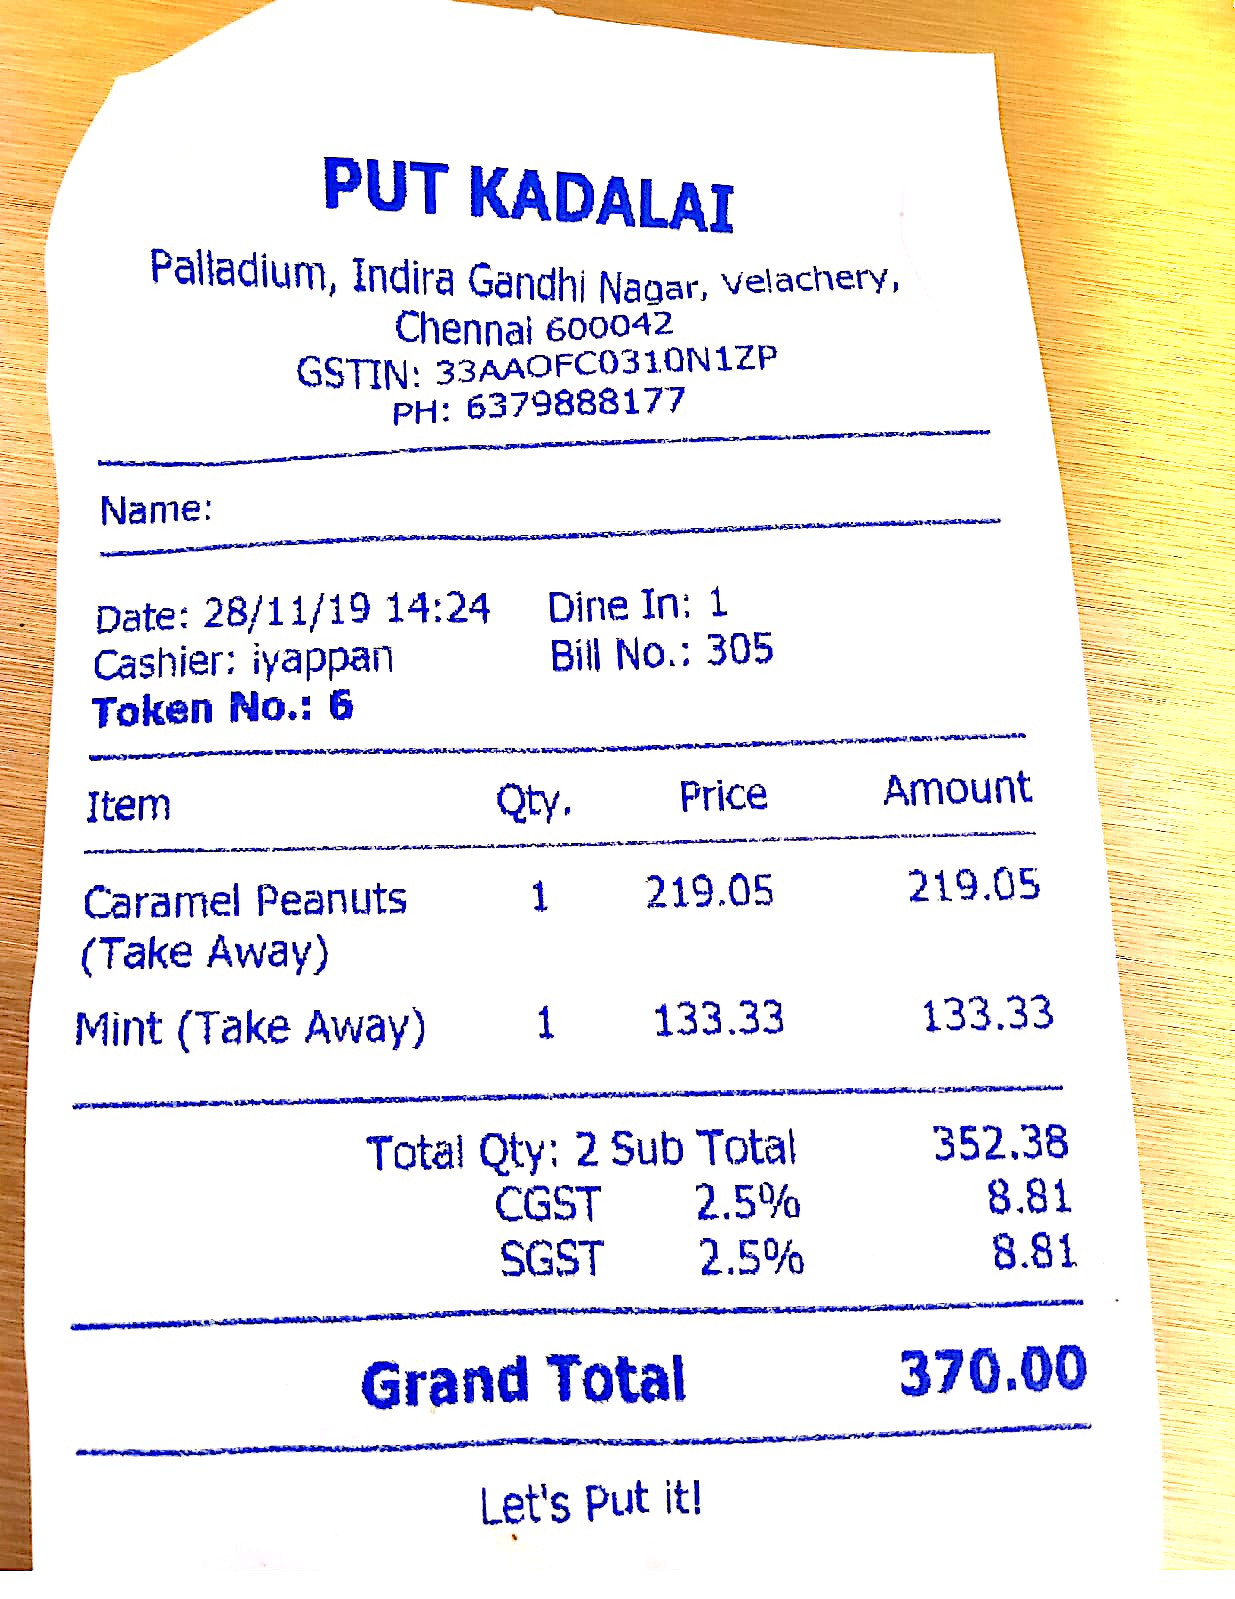 PUT KADALAI
Palladium, Indira Gandhi Nagar, Velachery,
Chennai 600042
GSTIN: 33AAOFC0310N1ZP
PH: 6379888177
Name:
Date: 28/11/19 14:24 Dine In: 1
Cashier: iyappan Bill No.: 305
Token No.: 6
Item Qty. Price Amount
Caramel Peanuts 1 219.05 219.05
(Take Away)
Mint (Take Away) 1 133.33 133.33
Total Qty: 2 Sub Total 352.38
CGST 2.5% 8.81
SGST 2.5% 8.81
Grand Total 370.00
Let's Put it!